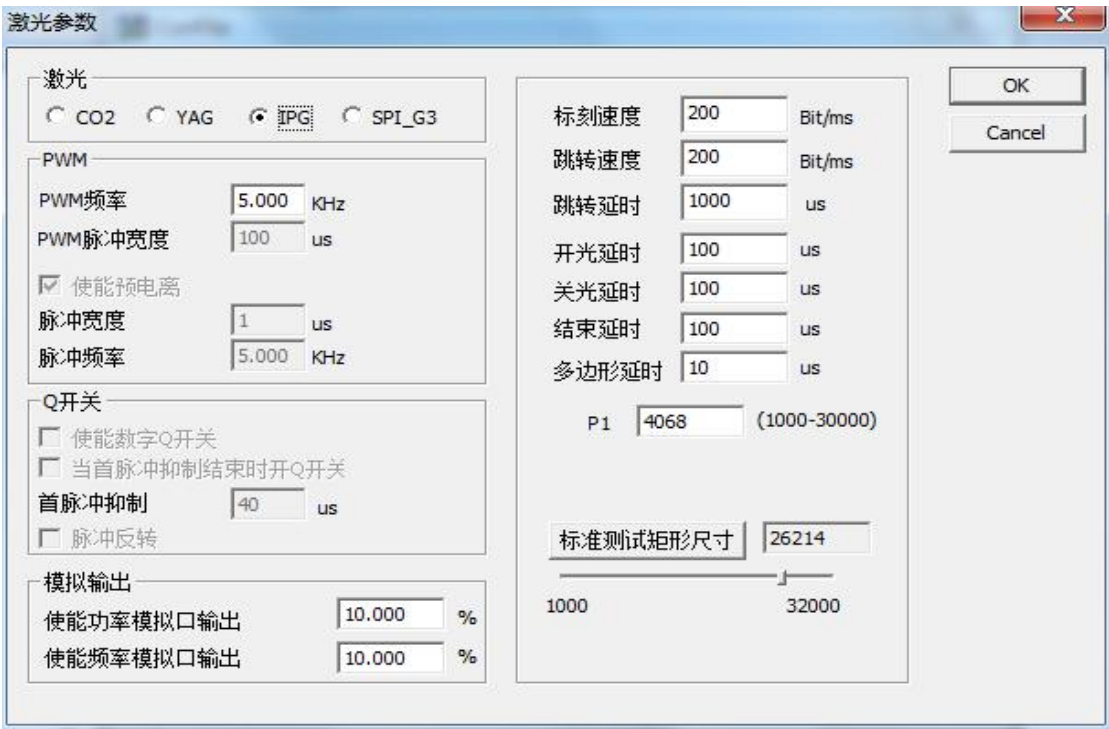 激光参数
激光
CO2 YAG IPG SPI_G3
PWM
PWM频率 5.000 KHz
PWM脉冲宽度 100 us
使能预电离
脉冲宽度 1 us
脉冲频率 5.000 KHz
Q开关
使能数字Q开关
当首脉冲抑制结束时开Q开关
首脉冲抑制 40 us
脉冲反转
模拟输出
使能功率模拟口输出 10.000 %
使能频率模拟口输出 10.000 %
标刻速度 200 Bit/ms
跳转速度 200 Bit/ms
跳转延时 1000 us
开光延时 100 us
关光延时 100 us
结束延时 100 us
多边形延时 10 us
P1 4068 (1000-30000)
标准测试矩形尺寸 26214
1000 32000
OK
Cancel